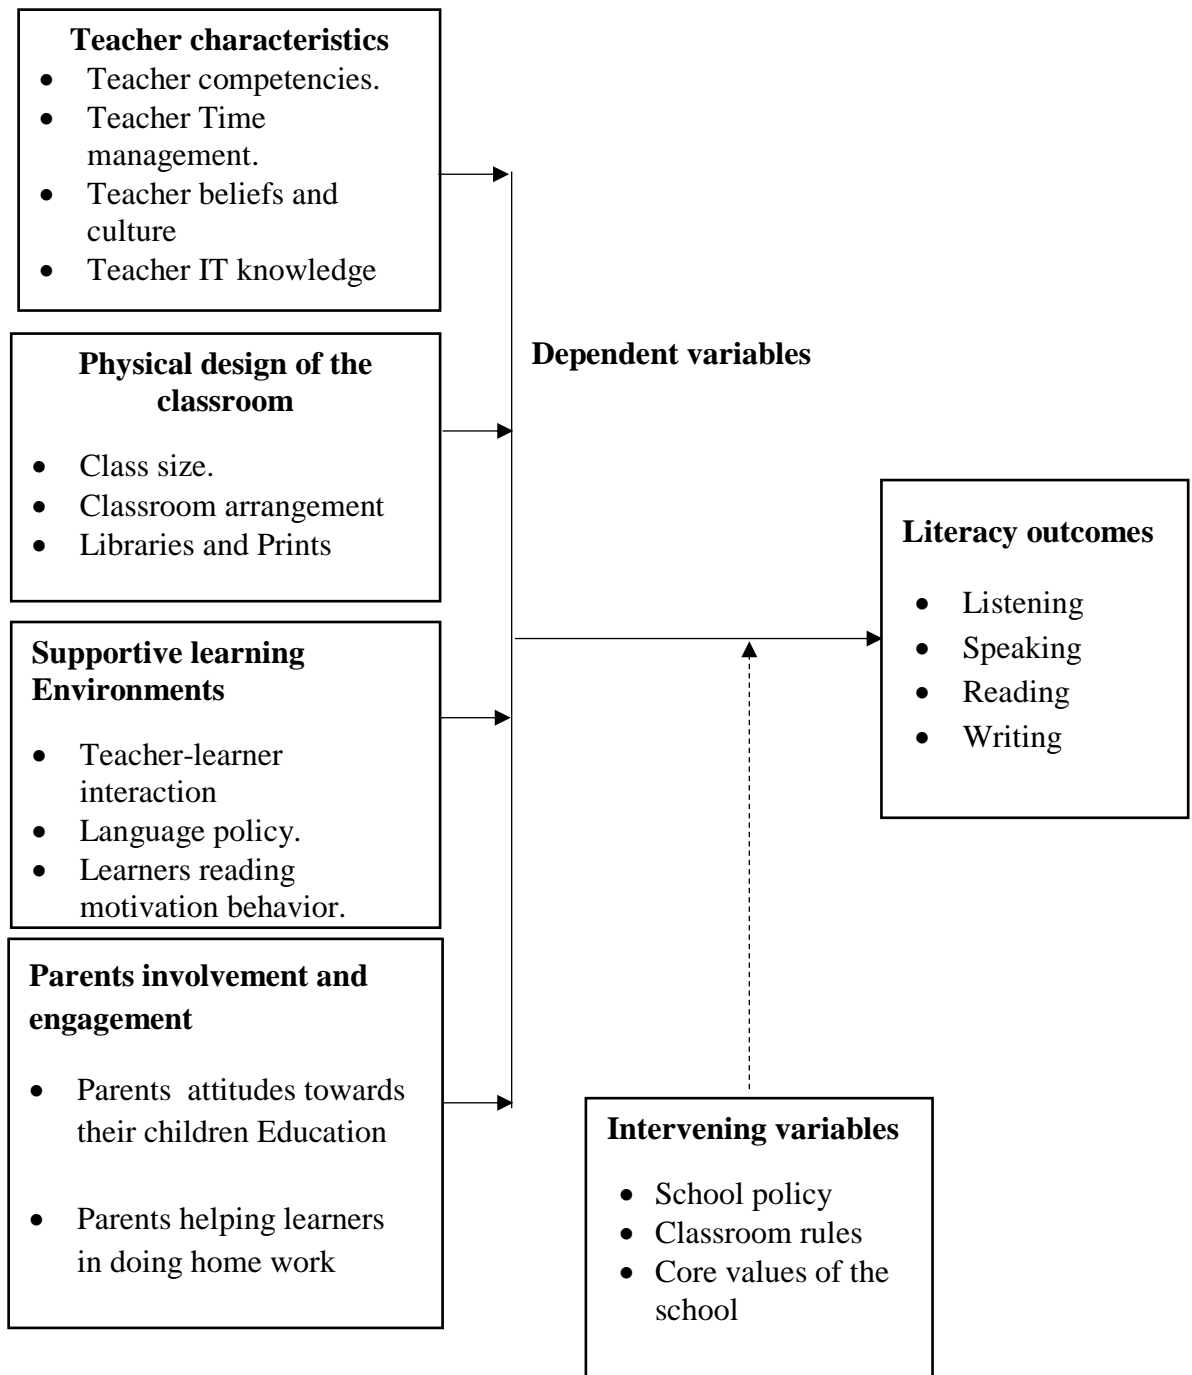 Teacher characteristics
• Teacher competencies.
• Teacher Time
management.
• Teacher beliefs and
culture
• Teacher IT knowledge
Physical design of the
classroom
• Class size.
• Classroom arrangement
• Libraries and Prints
Supportive learning
Environments
• Teacher-learner
interaction
• Language policy.
• Learners reading
motivation behavior.
Parents involvement and
engagement
• Parents  attitudes towards
their children Education
• Parents helping learners
in doing home work
Dependent variables
Literacy outcomes
• Listening
• Speaking
• Reading
• Writing
Intervening variables
• School policy
• Classroom rules
• Core values of the
school